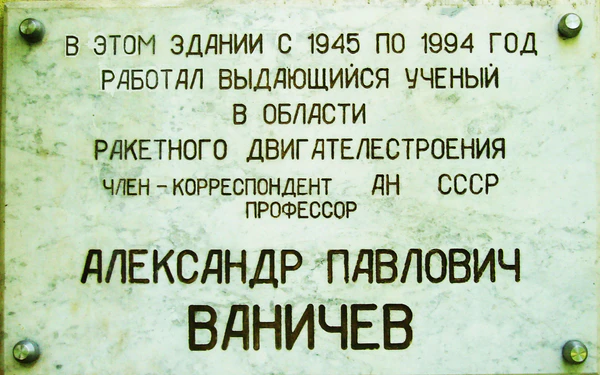 В ЭТОМ ЗДАНИИ С 1945 ПО 1994 ГОД
РАБОТАЛ ВЫДАЮЩИЙСЯ УЧЕНЫЙ
В ОБЛАСТИ
РАКЕТНОГО ДВИГАТЕЛЕСТРОЕНИЯ
ЧЛЕН – КОРРЕСПОНДЕНТ АН СССР
ПРОФЕССОР
АЛЕКСАНДР ПАВЛОВИЧ
ВАНИЧЕВ